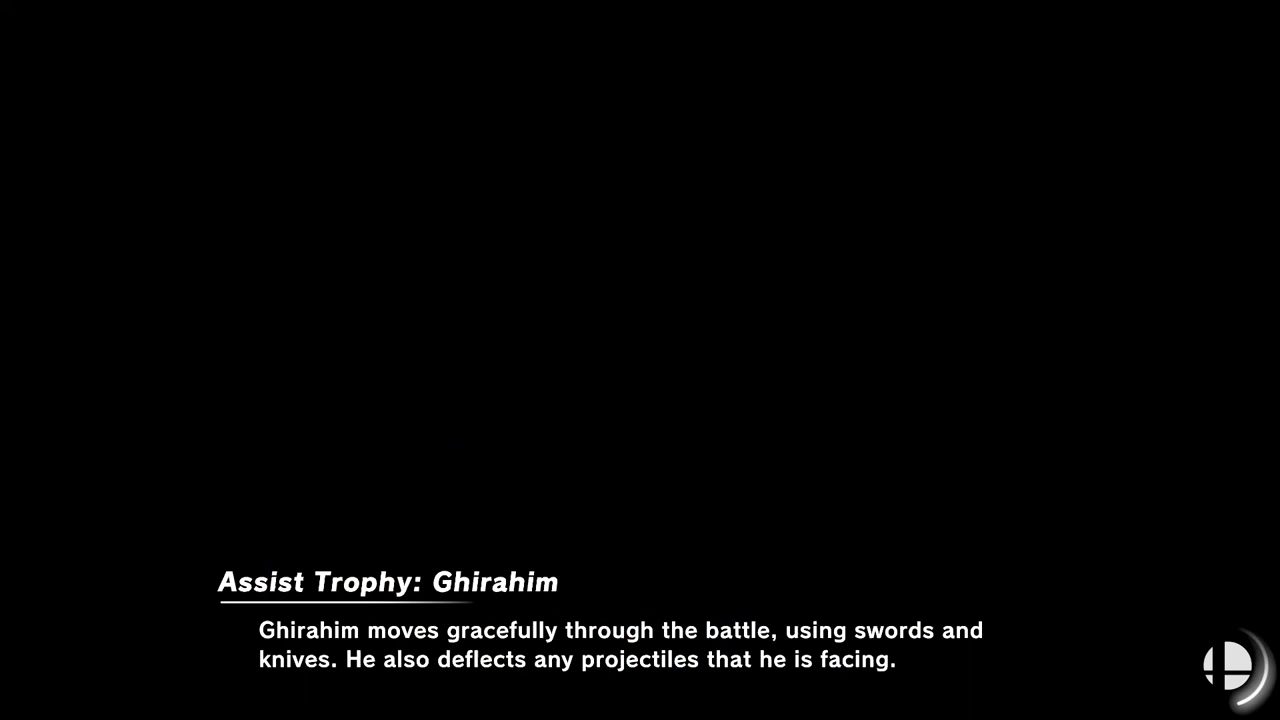 Assist Trophy: Ghirahim
Ghirahim moves gracefully through the battle, using swords and
knives. He also deflects any projectiles that he is facing.